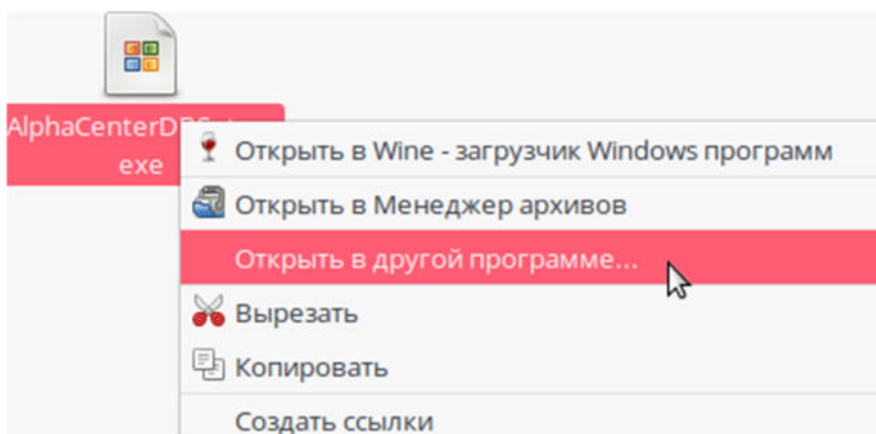 AlphaCenterD
exe
Открыть в Wine - загрузчик Windows программ
Открыть в Менеджер архивов
Открыть в другой программе...
Вырезать
Копировать
Создать ссылки